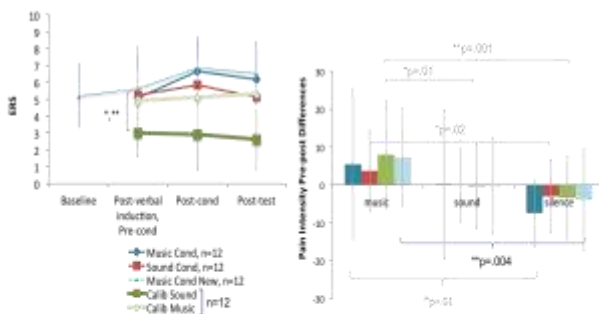 10
9
8
7
6
5
4
3
2
1
0
ERS
* **
Baseline
Post-verbal
induction,
Pre-cond
Post-cond
Post-test
Music Cond, n=12
Sound Cond, n=12
Music Cond New, n=12
Calib Sound
Calib Music
n=12
Pain Intensity Pre-post Differences
30
20
10
0
-10
-20
-30
**p=.001
*p=.01
*p=.02
music
sound
silence
**p=.004
*p=.01